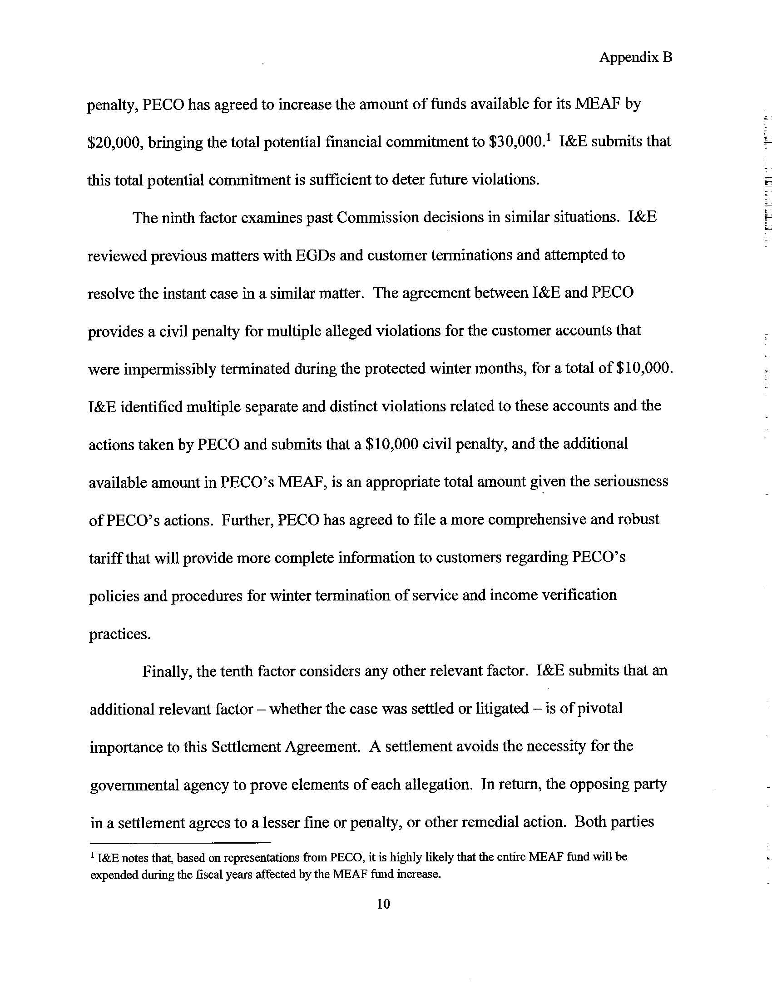 Appendix B
penalty, PECO has agreed to increase the amount of funds available for its MEAF by
$20,000, bringing the total potential financial commitment to $30,000.¹ I&E submits that
this total potential commitment is sufficient to deter future violations.
The ninth factor examines past Commission decisions in similar situations. I&E
reviewed previous matters with EGDs and customer terminations and attempted to
resolve the instant case in a similar matter. The agreement between I&E and PECO
provides a civil penalty for multiple alleged violations for the customer accounts that
were impermissibly terminated during the protected winter months, for a total of $10,000.
I&E identified multiple separate and distinct violations related to these accounts and the
actions taken by PECO and submits that a $10,000 civil penalty, and the additional
available amount in PECO's MEAF, is an appropriate total amount given the seriousness
of PECO's actions. Further, PECO has agreed to file a more comprehensive and robust
tariff that will provide more complete information to customers regarding PECO's
policies and procedures for winter termination of service and income verification
practices.
Finally, the tenth factor considers any other relevant factor. I&E submits that an
additional relevant factor – whether the case was settled or litigated – is of pivotal
importance to this Settlement Agreement. A settlement avoids the necessity for the
governmental agency to prove elements of each allegation. In return, the opposing party
in a settlement agrees to a lesser fine or penalty, or other remedial action. Both parties
¹ I&E notes that, based on representations from PECO, it is highly likely that the entire MEAF fund will be
expended during the fiscal years affected by the MEAF fund increase.
10